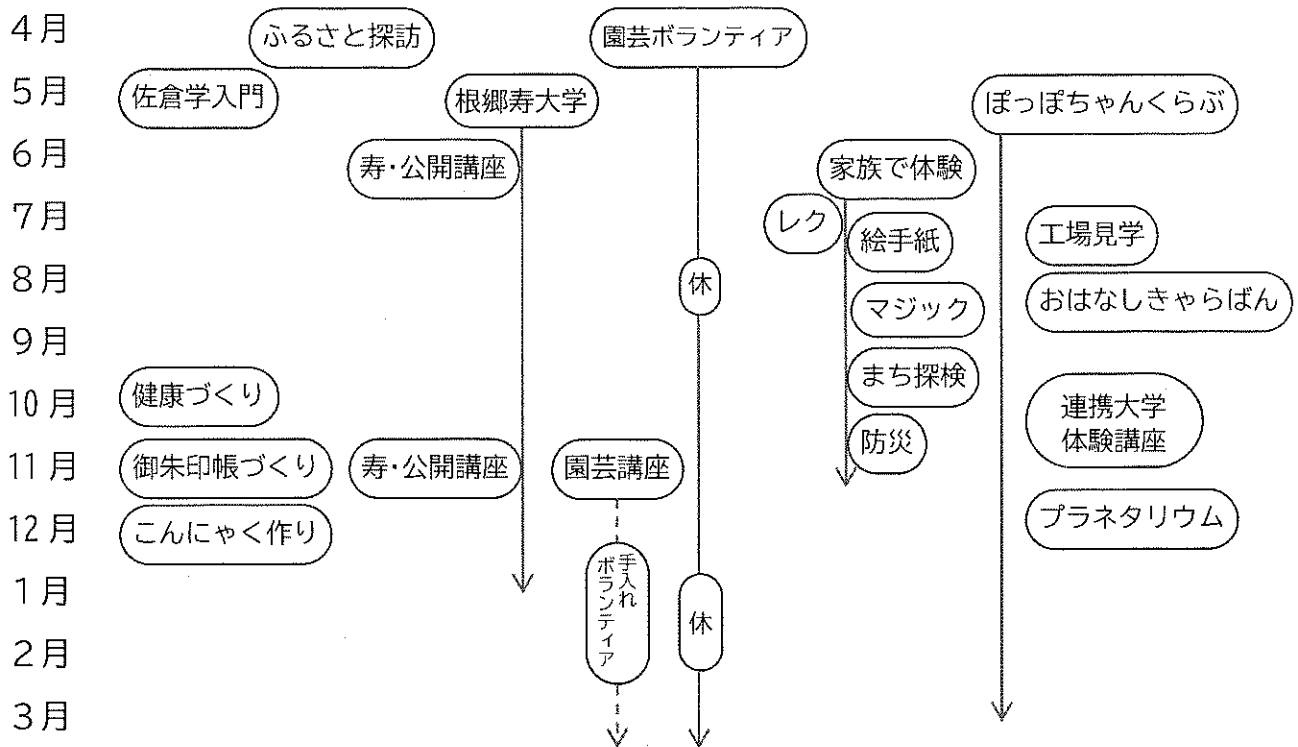 4月
ふるさと探訪
園芸ボランティア
5月
佐倉学入門
根郷寿大学
ぽっぽちゃんくらぶ
6月
寿・公開講座
家族で体験
7月
レク
絵手紙
工場見学
8月
休
おはなしきゃらばん
マジック
9月
まち探検
10月
健康づくり
連携大学
体験講座
防災
11月
御朱印帳づくり
寿・公開講座
園芸講座
12月
こんにゃく作り
プラネタリウム
手入れ
ボランティア
1月
休
2月
3月